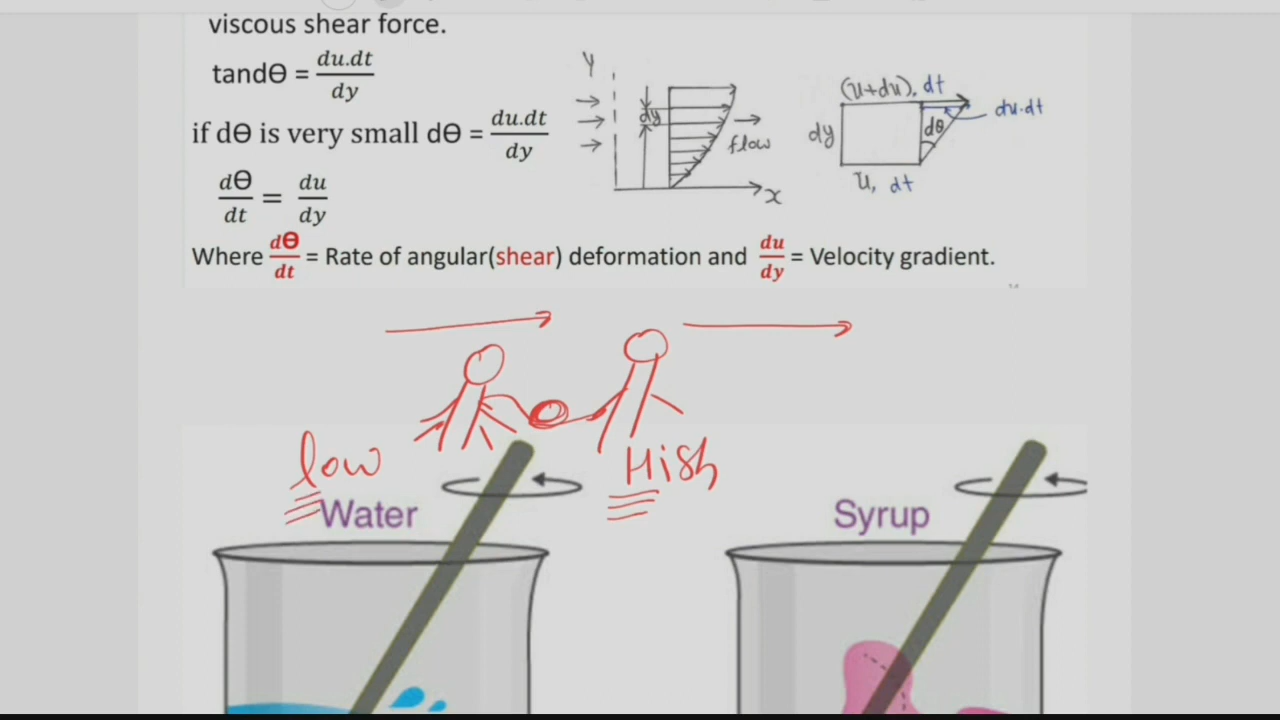 viscous shear force.
tandΘ = du.dt/dy
if dΘ is very small dΘ = du.dt/dy
dΘ/dt = du/dy
Where dΘ/dt = Rate of angular(shear) deformation and du/dy = Velocity gradient.
Y
dy
flow
x
(u+du), dt
du.dt
dy
dθ
u, dt
low
High
Water
Syrup